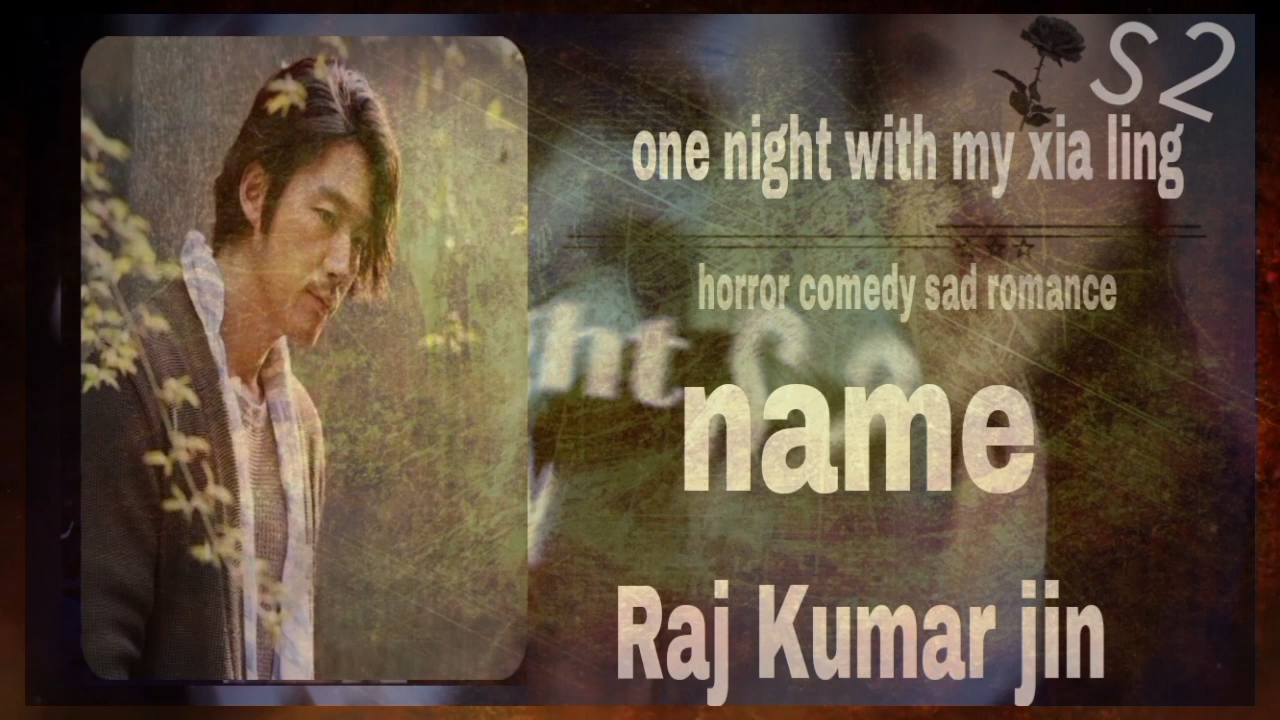 S2
one night with my xia ling
horror comedy sad romance
name
Raj Kumar jin